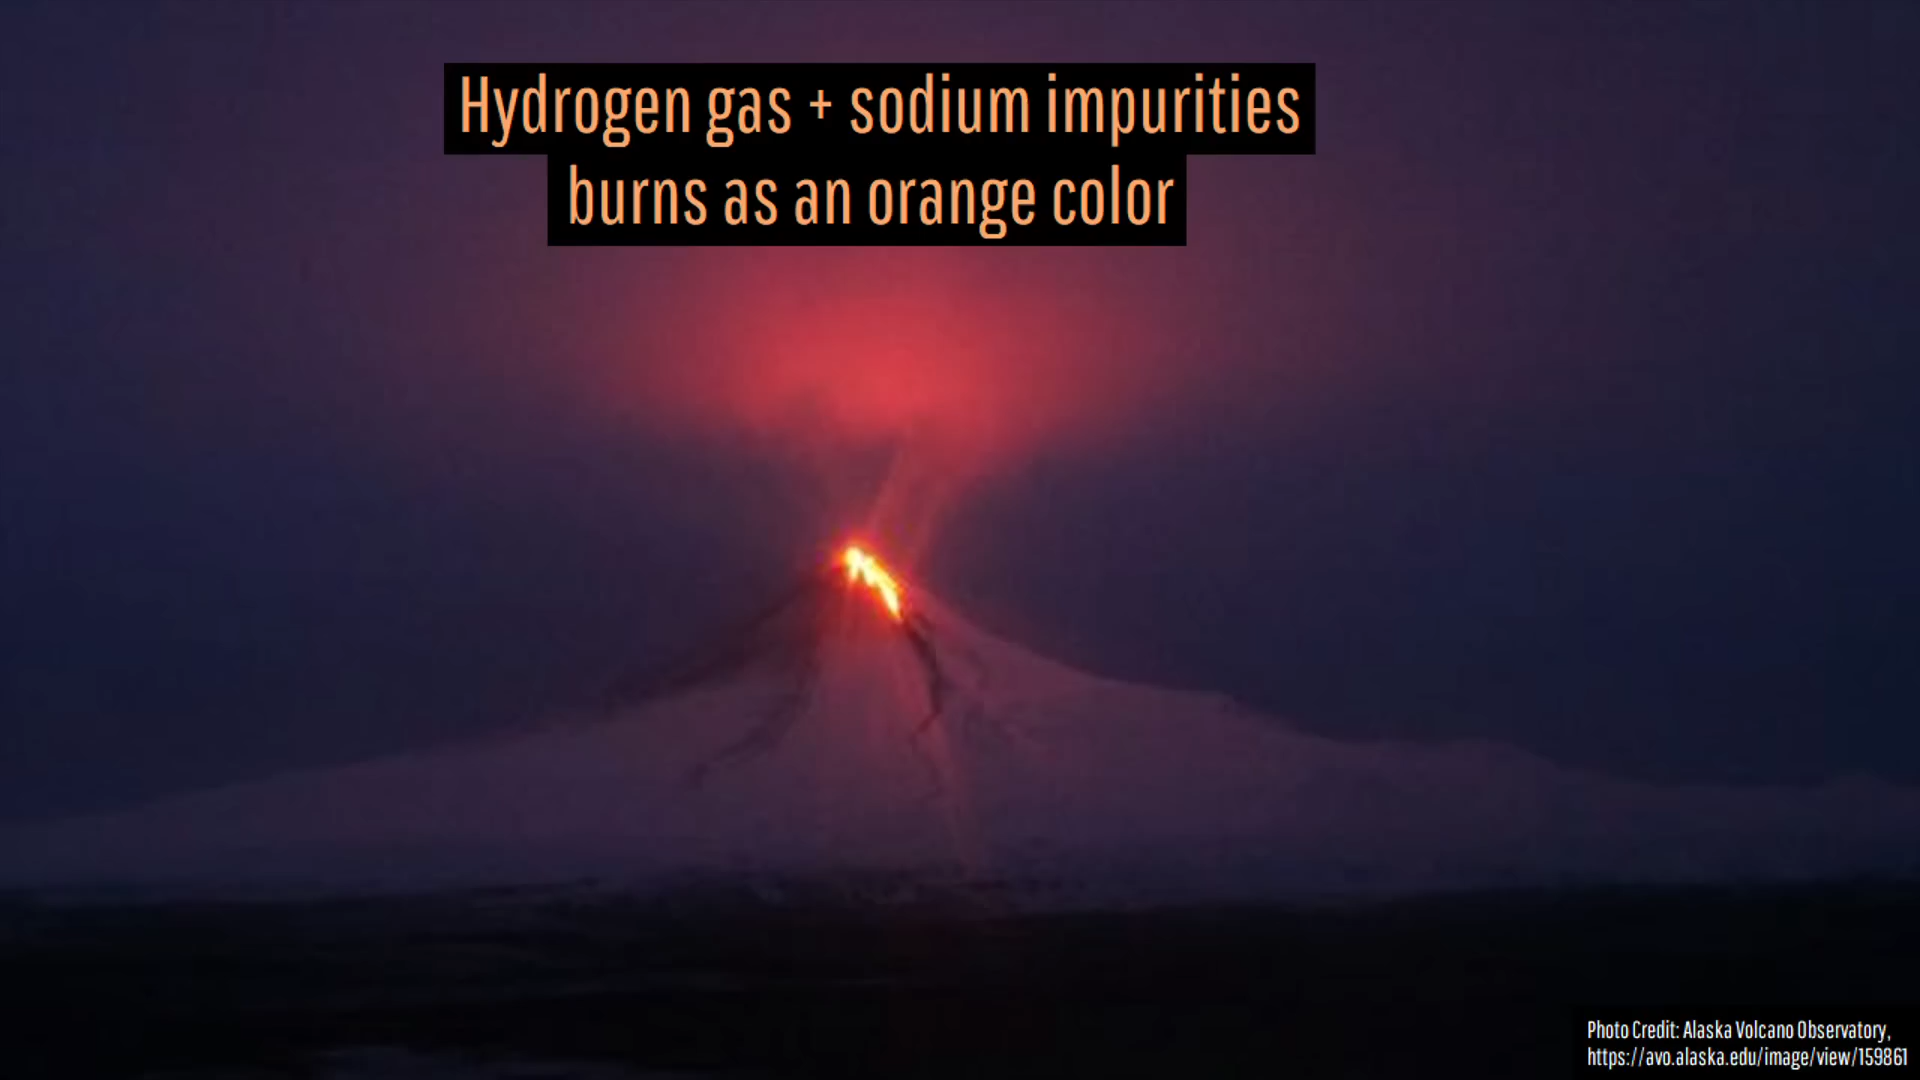 Hydrogen gas + sodium impurities
burns as an orange color
Photo Credit: Alaska Volcano Observatory,
https://avo.alaska.edu/image/view/159861